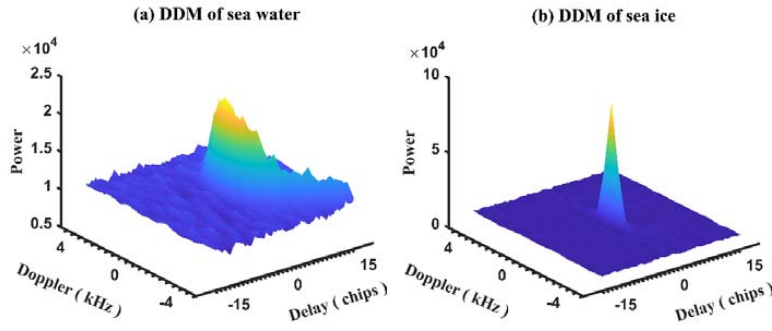 (a) DDM of sea water
×10⁴
2.5
2
1.5
1
0.5
Power
4
0
-4
Doppler ( kHz)
-15
0
15
Delay ( chips)
(b) DDM of sea ice
×10⁴
10
5
0
Power
4
0
-4
Doppler ( kHz)
-15
0
15
Delay ( chips)